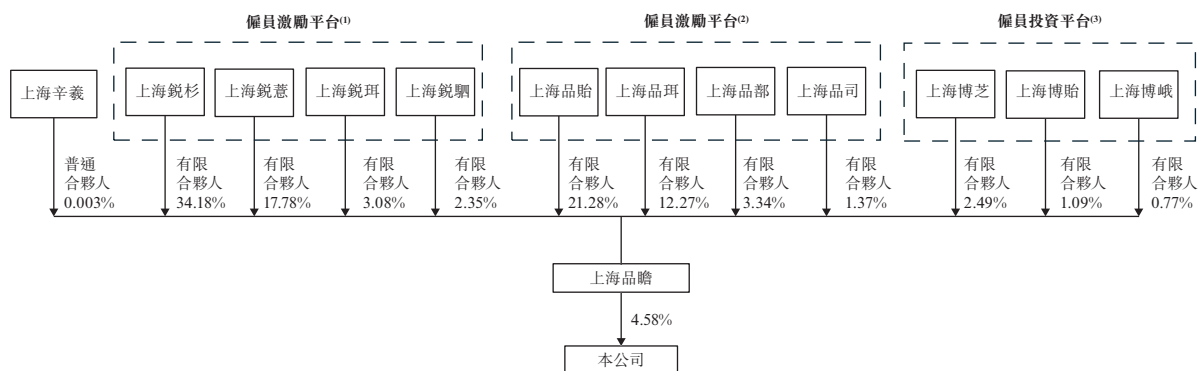 僱員激勵平台(1)
僱員激勵平台(2)
僱員投資平台(3)
上海辛羲
上海銳杉
上海銳薏
上海銳珥
上海銳駟
上海品貽
上海品珥
上海品鄯
上海品司
上海博芝
上海博貽
上海博峨
普通
合夥人
0.003%
有限
合夥人
34.18%
有限
合夥人
17.78%
有限
合夥人
3.08%
有限
合夥人
2.35%
有限
合夥人
21.28%
有限
合夥人
12.27%
有限
合夥人
3.34%
有限
合夥人
1.37%
有限
合夥人
2.49%
有限
合夥人
1.09%
有限
合夥人
0.77%
上海品瞻
4.58%
本公司